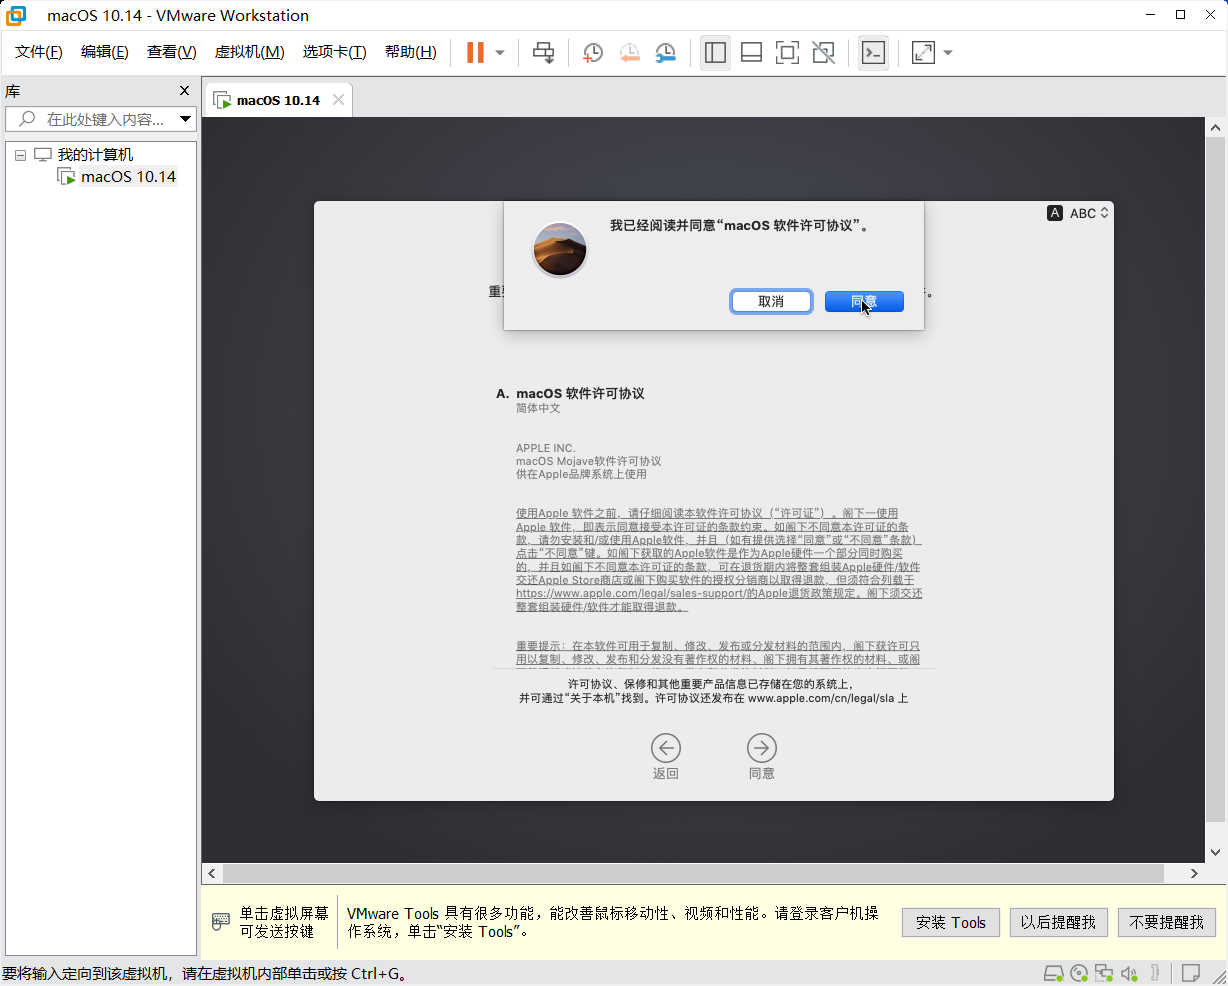 macOS 10.14 - VMware Workstation
文件(F) 编辑(E) 查看(V) 虚拟机(M) 选项卡(T) 帮助(H)
库
在此处键入内容...
我的计算机
macOS 10.14
macOS 10.14
A ABC
我已经阅读并同意“macOS 软件许可协议”。
取消 同意
重
。
A. macOS 软件许可协议
简体中文
APPLE INC.
macOS Mojave软件许可协议
供在Apple品牌系统上使用
使用Apple 软件之前，请仔细阅读本软件许可协议（“许可证”）。阁下一使用
Apple 软件，即表示同意接受本许可证的条款约束。如阁下不同意本许可证的条
款，请勿安装和/或使用Apple软件，并且（如有提供选择“同意”或“不同意”条款）
点击“不同意”键。如阁下获取的Apple软件是作为Apple硬件一个部分同时购买
的，并且如阁下不同意本许可证的条款，可在退货期内将整套组装Apple硬件/软件
交还Apple Store商店或阁下购买软件的授权分销商以取得退款，但须符合列载于
https://www.apple.com/legal/sales-support/的Apple退货政策规定。阁下须交还
整套组装硬件/软件才能取得退款。
重要提示：在本软件可用于复制、修改、发布或分发材料的范围内，阁下获许可只
用以复制、修改、发布和分发没有著作权的材料、阁下拥有其著作权的材料、或阁
许可协议、保修和其他重要产品信息已存储在您的系统上，
并可通过“关于本机”找到。许可协议还发布在 www.apple.com/cn/legal/sla 上
返回 同意
单击虚拟屏幕
可发送按键
VMware Tools 具有很多功能，能改善鼠标移动性、视频和性能。请登录客户机操
作系统，单击“安装 Tools”。
安装 Tools 以后提醒我 不要提醒我
要将输入定向到该虚拟机，请在虚拟机内部单击或按 Ctrl+G。